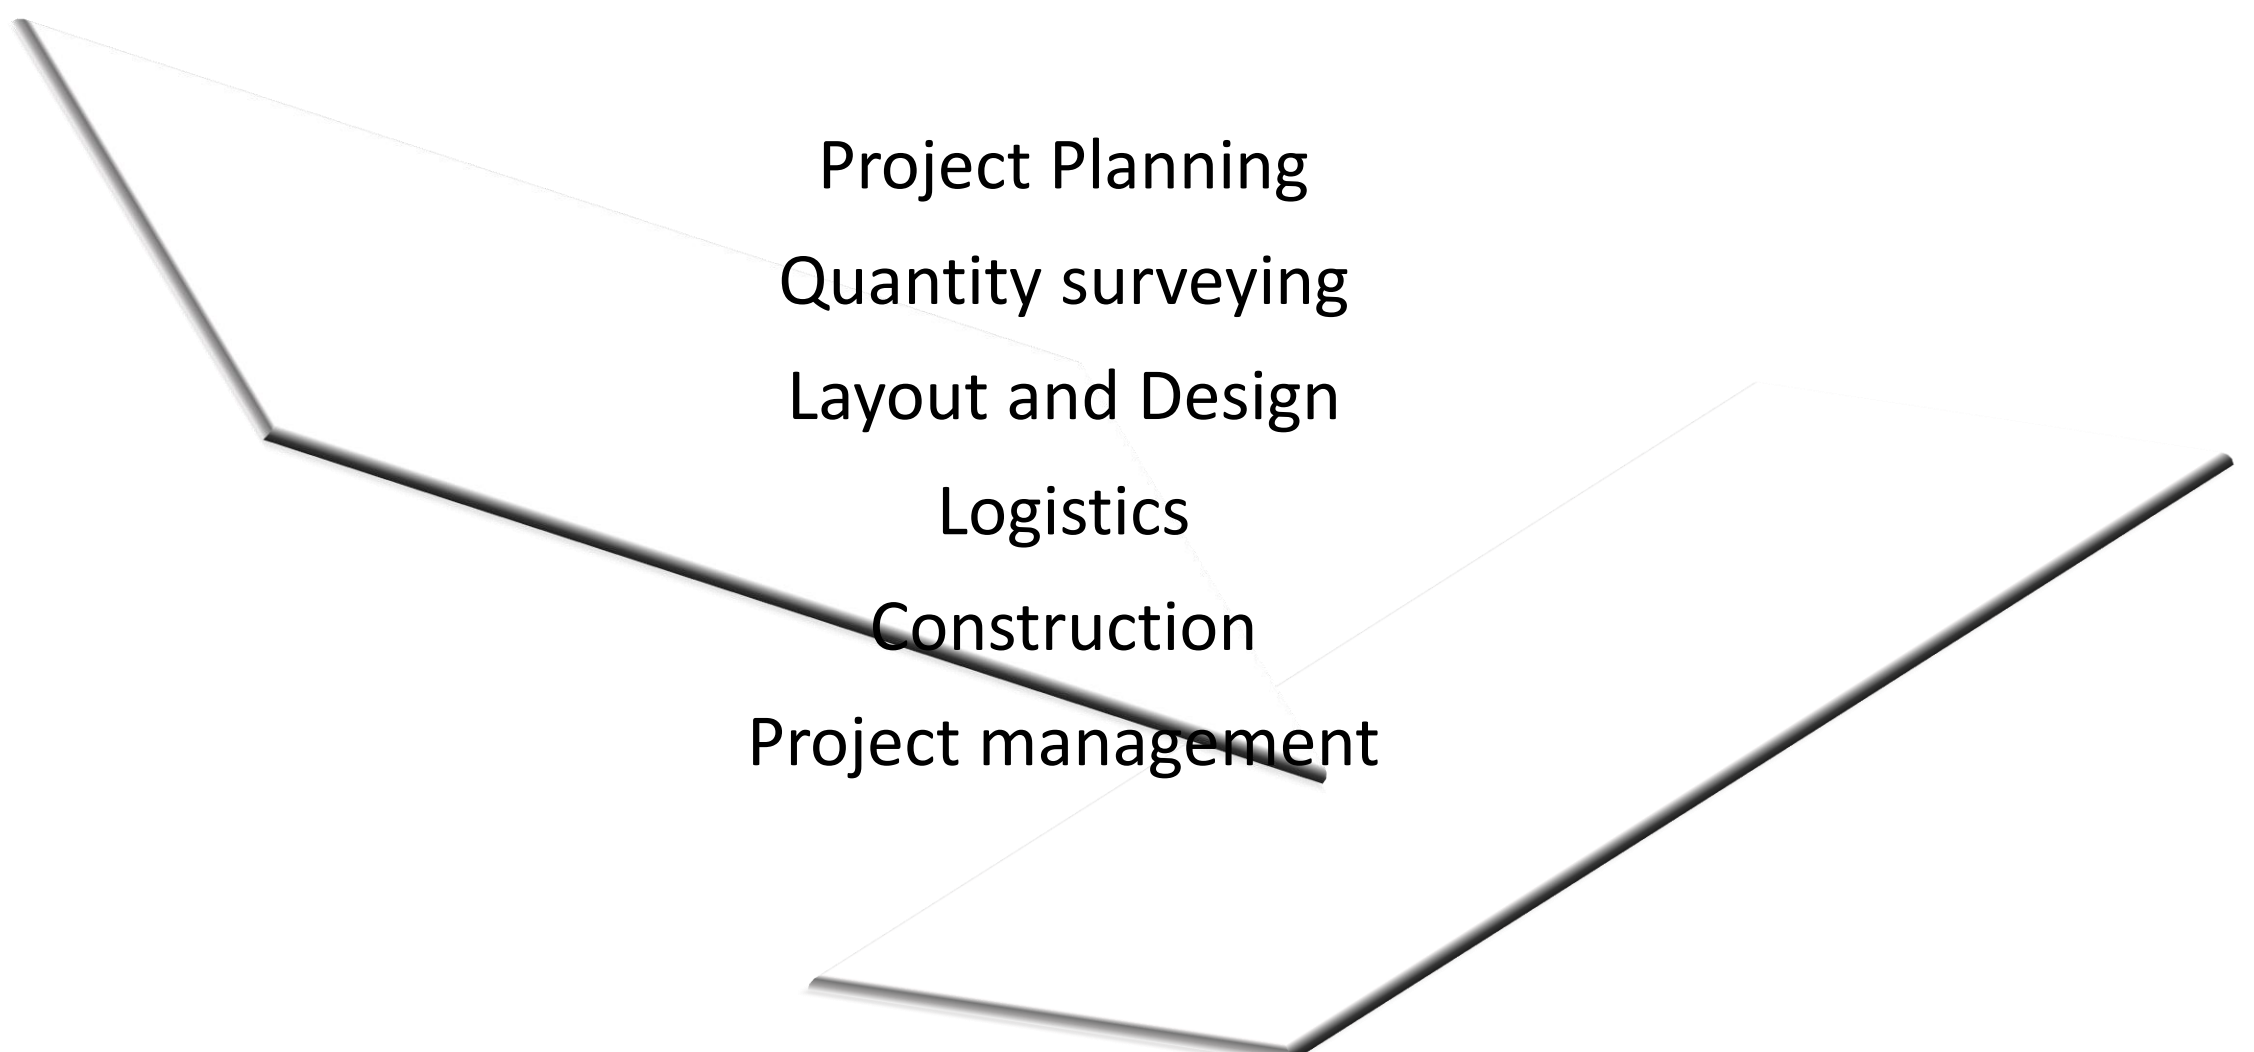 Project Planning
Quantity surveying
Layout and Design
Logistics
Construction
Project management